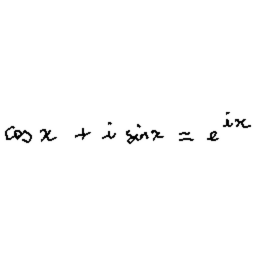 cos x + i sin x = e^{ix}